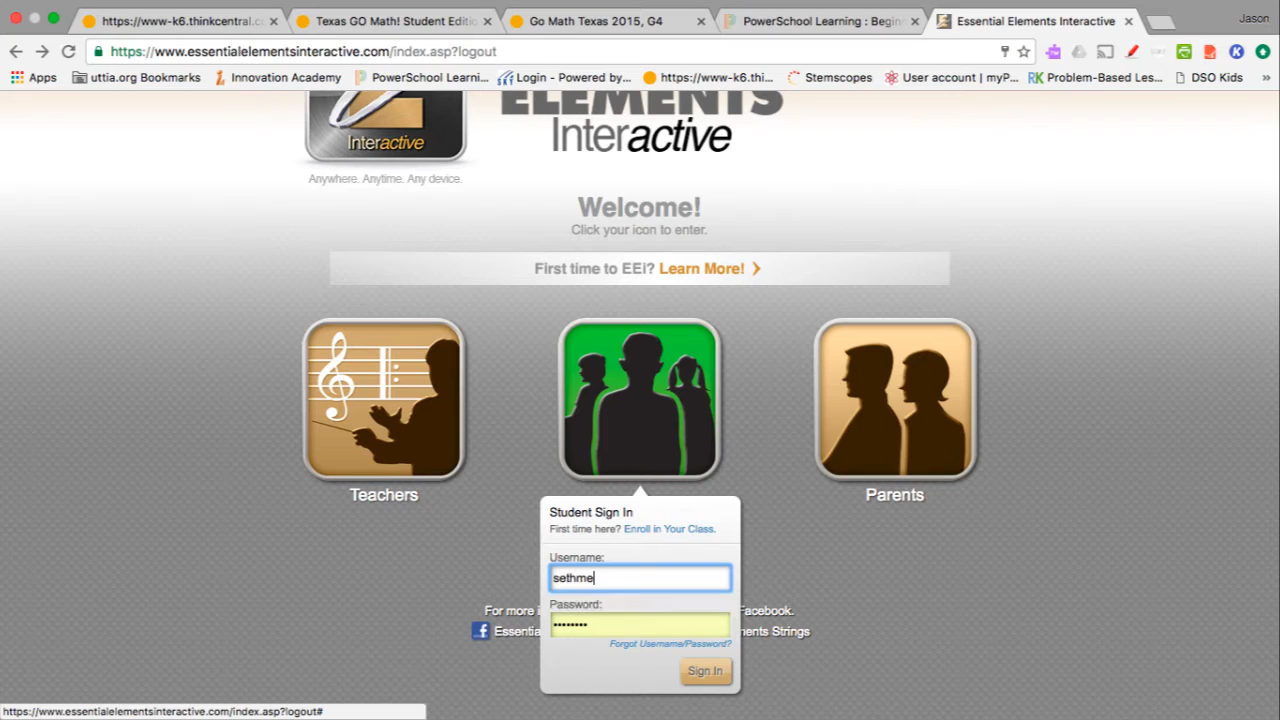 https://www-k6.thinkcentral.co
Texas GO Math! Student Editio
Go Math Texas 2015, G4
PowerSchool Learning : Begin
Essential Elements Interactive
Jason
https://www.essentialelementsinteractive.com/index.asp?logout
Apps
uttia.org Bookmarks
Innovation Academy
PowerSchool Learni...
Login - Powered by...
https://www-k6.thi...
Stemscopes
User account | myP...
RK Problem-Based Les...
DSO Kids
»
ELEMENTS
Interactive
Interactive
Anywhere. Anytime. Any device.
Welcome!
Click your icon to enter.
First time to EEi? Learn More! >
Teachers
Parents
Student Sign In
First time here? Enroll in Your Class.
Username:
sethme
Password:
••••••••
Forgot Username/Password?
Sign In
For more i
Facebook.
Essentia
ments Strings
https://www.essentialelementsinteractive.com/index.asp?logout#